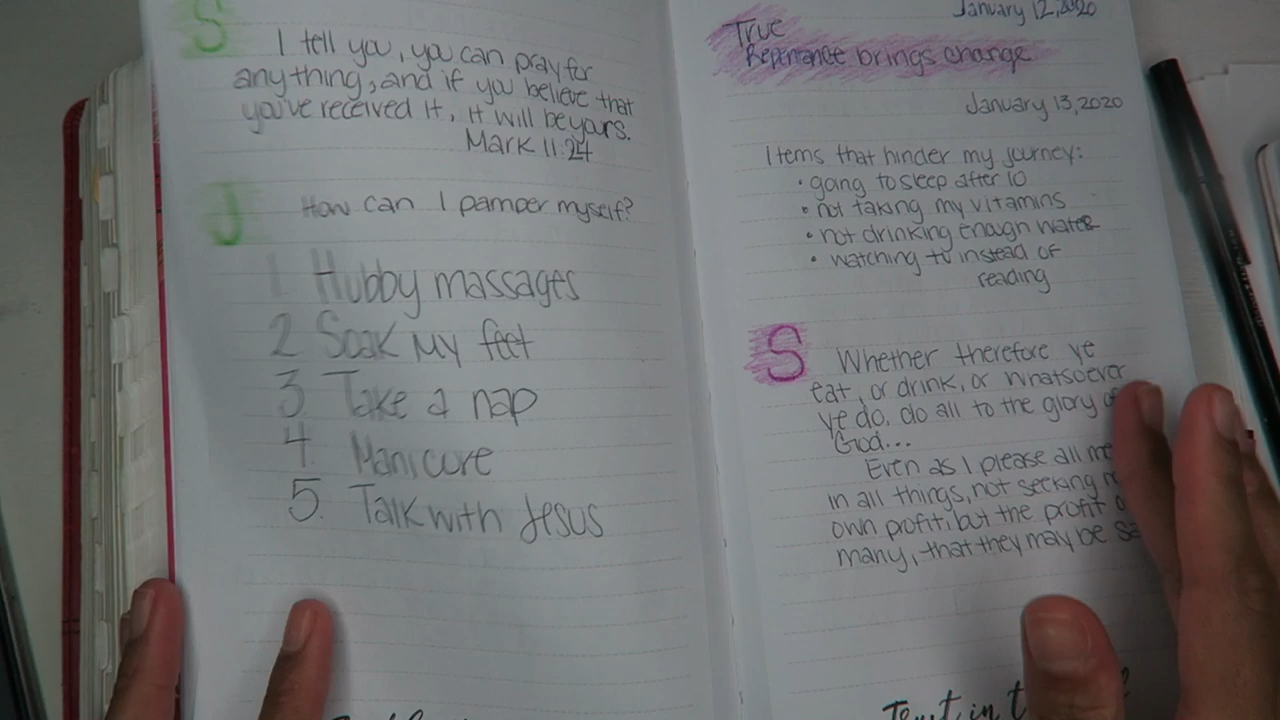 S
I tell you, you can pray for
anything, and if you believe that
you've received it, it will be yours.
Mark 11:24
J
How can I pamper myself?
1 Hubby massages
2 Soak my feet
3. Take a nap
4. Manicure
5. Talk with Jesus
January 12, 2020
True
Repentance brings change
January 13, 2020
Items that hinder my journey:
• going to sleep after 10
• not taking my vitamins
• not drinking enough water
• watching tv instead of
reading
S
Whether therefore ye
eat, or drink, or whatsoever
ye do, do all to the glory of
God...
Even as I please all me
in all things, not seeking
own profit, but the profit
many, that they may be
Trust in